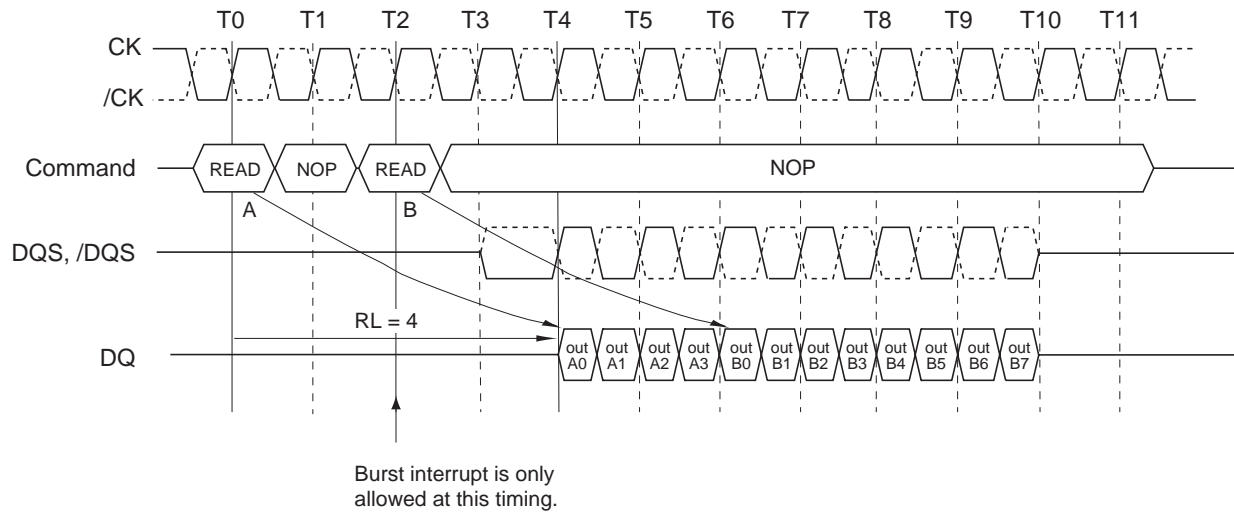 T0 T1 T2 T3 T4 T5 T6 T7 T8 T9 T10 T11
CK
/CK
Command READ NOP READ NOP
A B
DQS, /DQS
RL = 4
DQ out A0 out A1 out A2 out A3 out B0 out B1 out B2 out B3 out B4 out B5 out B6 out B7
Burst interrupt is only
allowed at this timing.